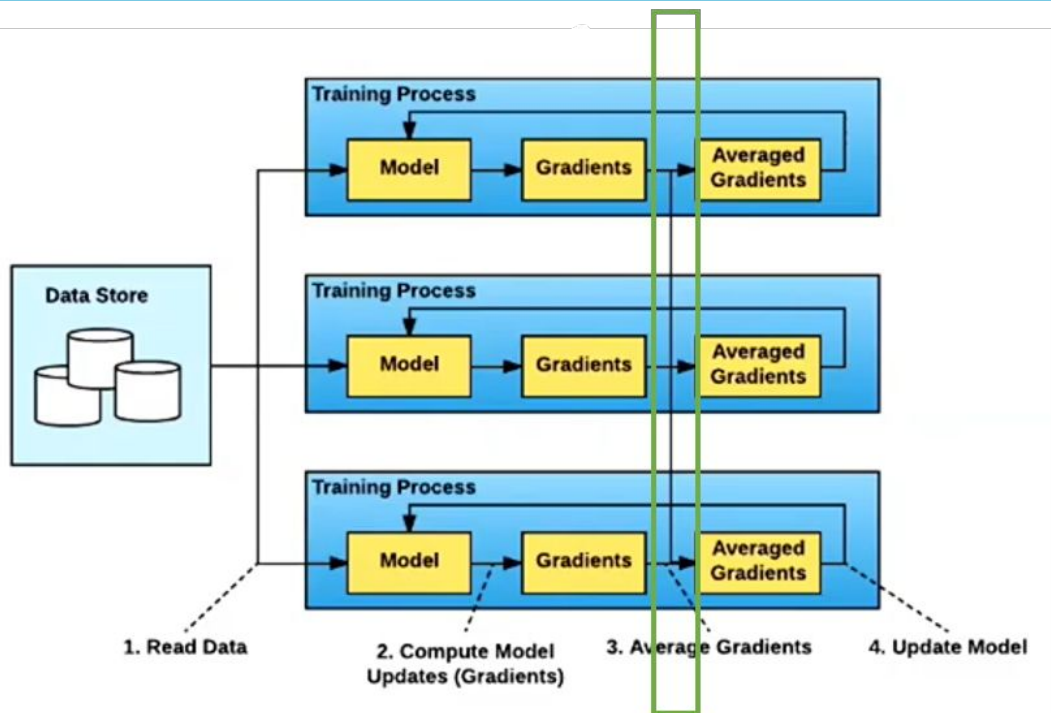 Training Process
Model
Gradients
Averaged
Gradients
Data Store
Training Process
Model
Gradients
Averaged
Gradients
Training Process
Model
Gradients
Averaged
Gradients
1. Read Data
2. Compute Model
Updates (Gradients)
3. Average Gradients
4. Update Model